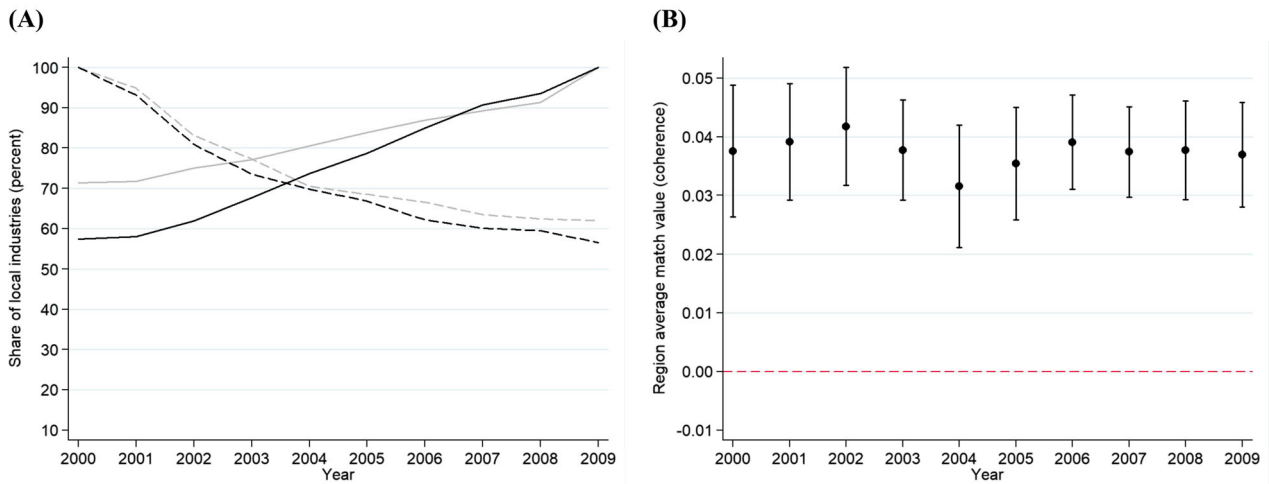 (A)
Share of local industries (percent)
100
90
80
70
60
50
40
30
20
10
2000 2001 2002 2003 2004 2005 2006 2007 2008 2009
Year
(B)
Region average match value (coherence)
0.05
0.04
0.03
0.02
0.01
0.00
-0.01
2000 2001 2002 2003 2004 2005 2006 2007 2008 2009
Year